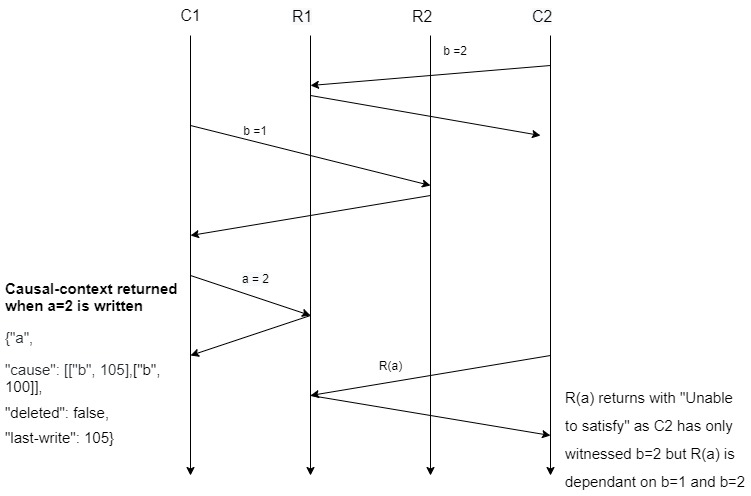 C1
R1
R2
C2
b =2
b =1
a = 2
Causal-context returned
when a=2 is written
{"a",
"cause": [["b", 105],["b",
100]],
"deleted": false,
"last-write": 105}
R(a)
R(a) returns with "Unable
to satisfy" as C2 has only
witnessed b=2 but R(a) is
dependant on b=1 and b=2